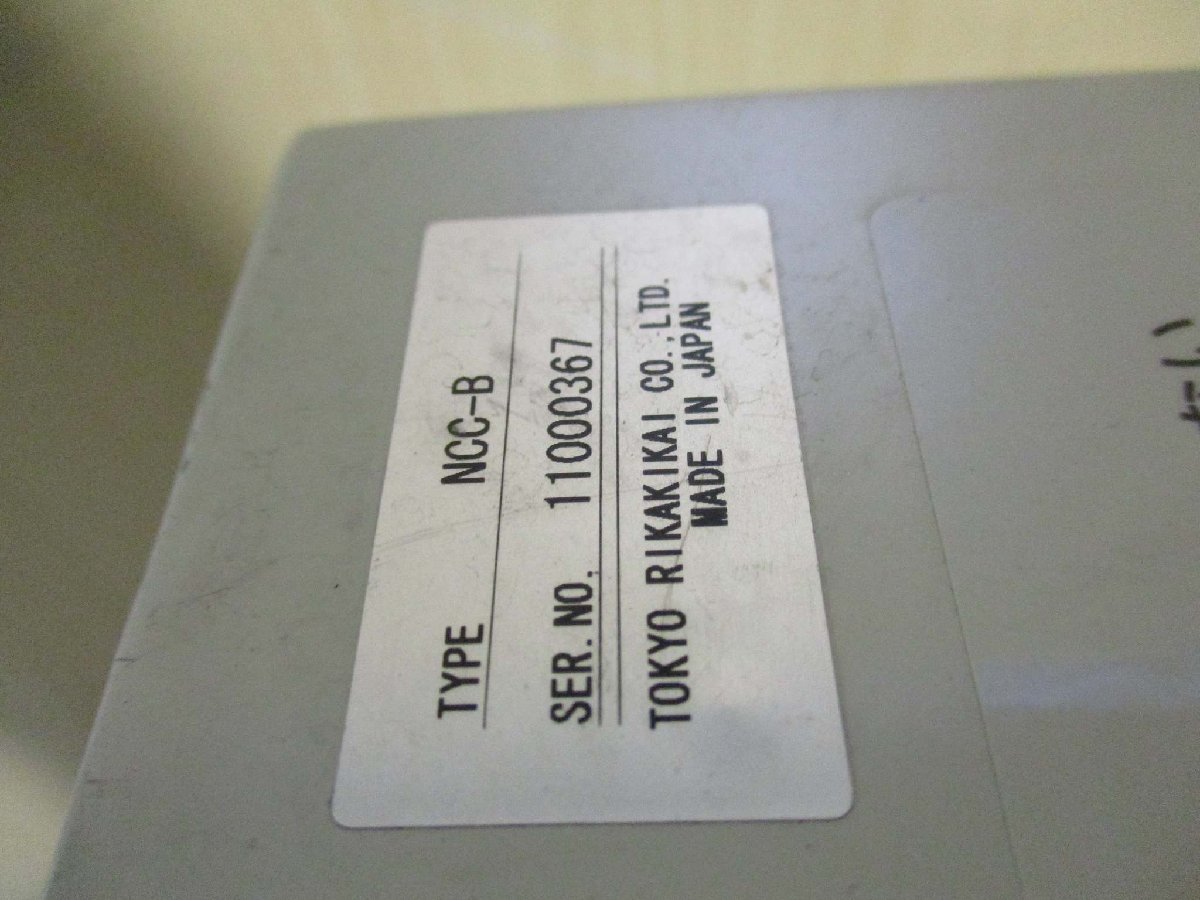 TYPE NCC-B
SER.NO. 11000367
TOKYO RIKAKIKAI CO.,LTD.
MADE IN JAPAN